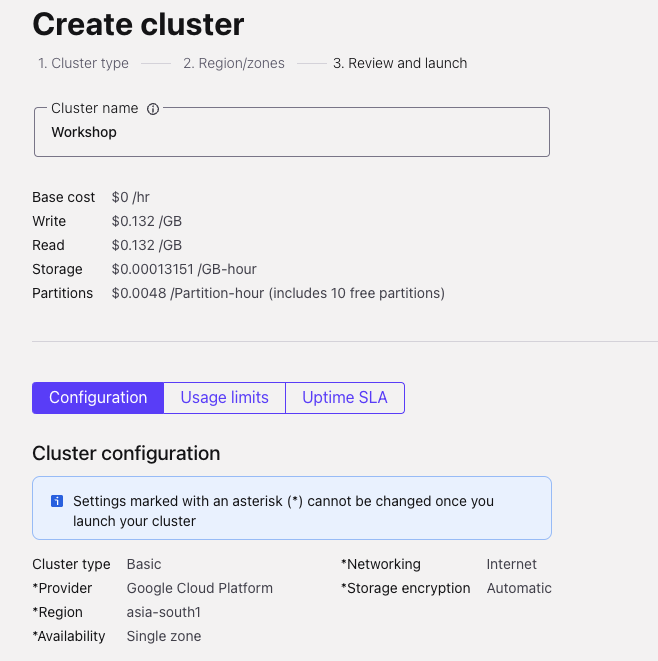 Create cluster
1. Cluster type 2. Region/zones 3. Review and launch
Cluster name
Workshop
Base cost $0 /hr
Write $0.132 /GB
Read $0.132 /GB
Storage $0.00013151 /GB-hour
Partitions $0.0048 /Partition-hour (includes 10 free partitions)
Configuration Usage limits Uptime SLA
Cluster configuration
Settings marked with an asterisk (*) cannot be changed once you
launch your cluster
Cluster type Basic *Networking Internet
*Provider Google Cloud Platform *Storage encryption Automatic
*Region asia-south1
*Availability Single zone